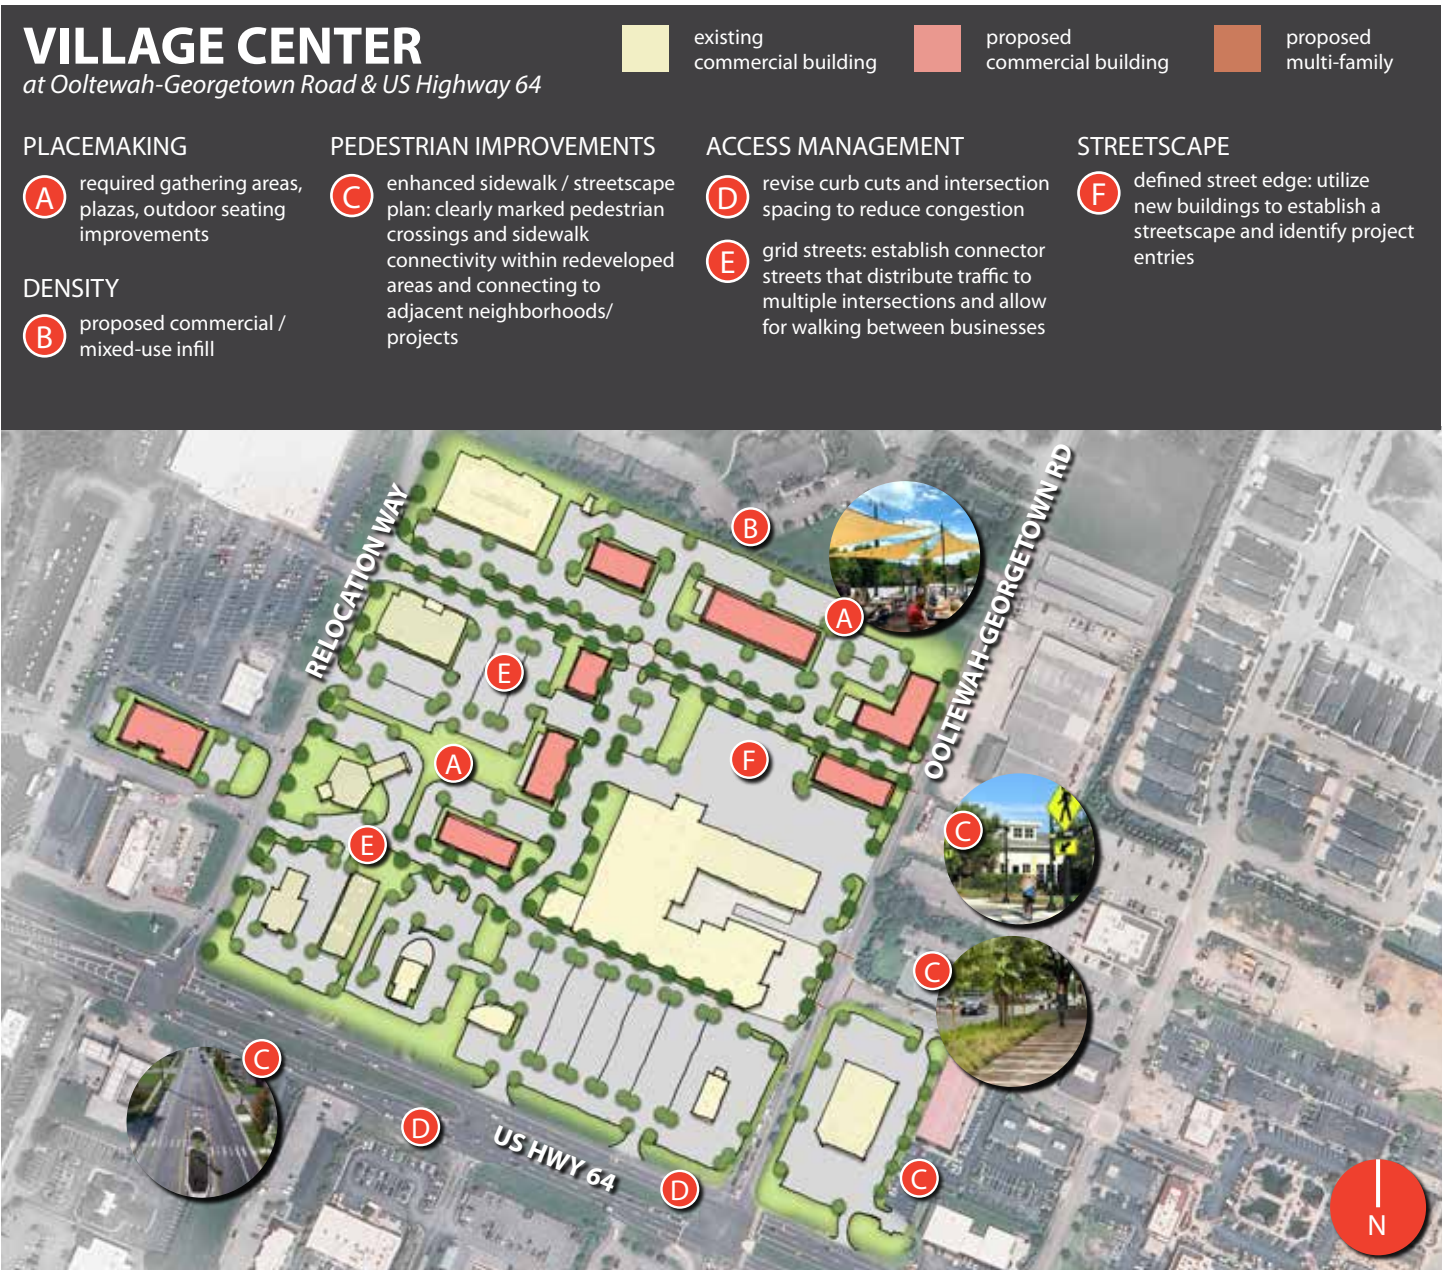 VILLAGE CENTER
at Ooltewah-Georgetown Road & US Highway 64
existing
commercial building
proposed
commercial building
proposed
multi-family
PLACEMAKING
A
required gathering areas,
plazas, outdoor seating
improvements
DENSITY
B
proposed commercial /
mixed-use infill
PEDESTRIAN IMPROVEMENTS
C
enhanced sidewalk / streetscape
plan: clearly marked pedestrian
crossings and sidewalk
connectivity within redeveloped
areas and connecting to
adjacent neighborhoods/
projects
ACCESS MANAGEMENT
D
revise curb cuts and intersection
spacing to reduce congestion
E
grid streets: establish connector
streets that distribute traffic to
multiple intersections and allow
for walking between businesses
STREETSCAPE
F
defined street edge: utilize
new buildings to establish a
streetscape and identify project
entries
RELOCATION WAY
OOLTEWAH-GEORGETOWN RD
B
A
E
A
F
E
C
C
C
D
US HWY 64
D
C
N